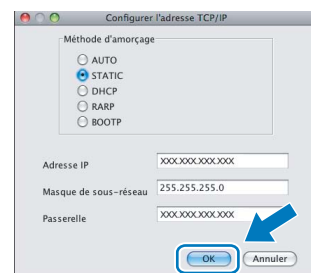 Configurer l'adresse TCP/IP
Méthode d'amorçage
AUTO
STATIC
DHCP
RARP
BOOTP
Adresse IP XXX.XXX.XXX.XXX
Masque de sous-réseau 255.255.255.0
Passerelle XXX.XXX.XXX.XXX
OK Annuler